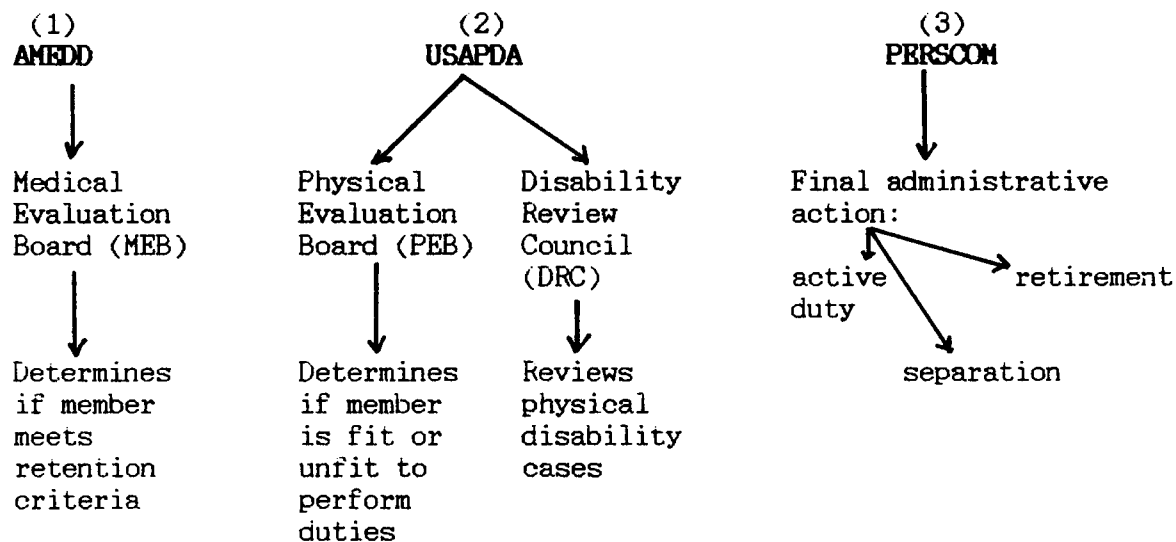 (1)
AMEDD
Medical
Evaluation
Board (MEB)
Determines
if member
meets
retention
criteria
(2)
USAPDA
Physical
Evaluation
Board (PEB)
Determines
if member
is fit or
unfit to
perform
duties
Disability
Review
Council
(DRC)
Reviews
physical
disability
cases
(3)
PERSCOM
Final administrative
action:
active
duty
retirement
separation